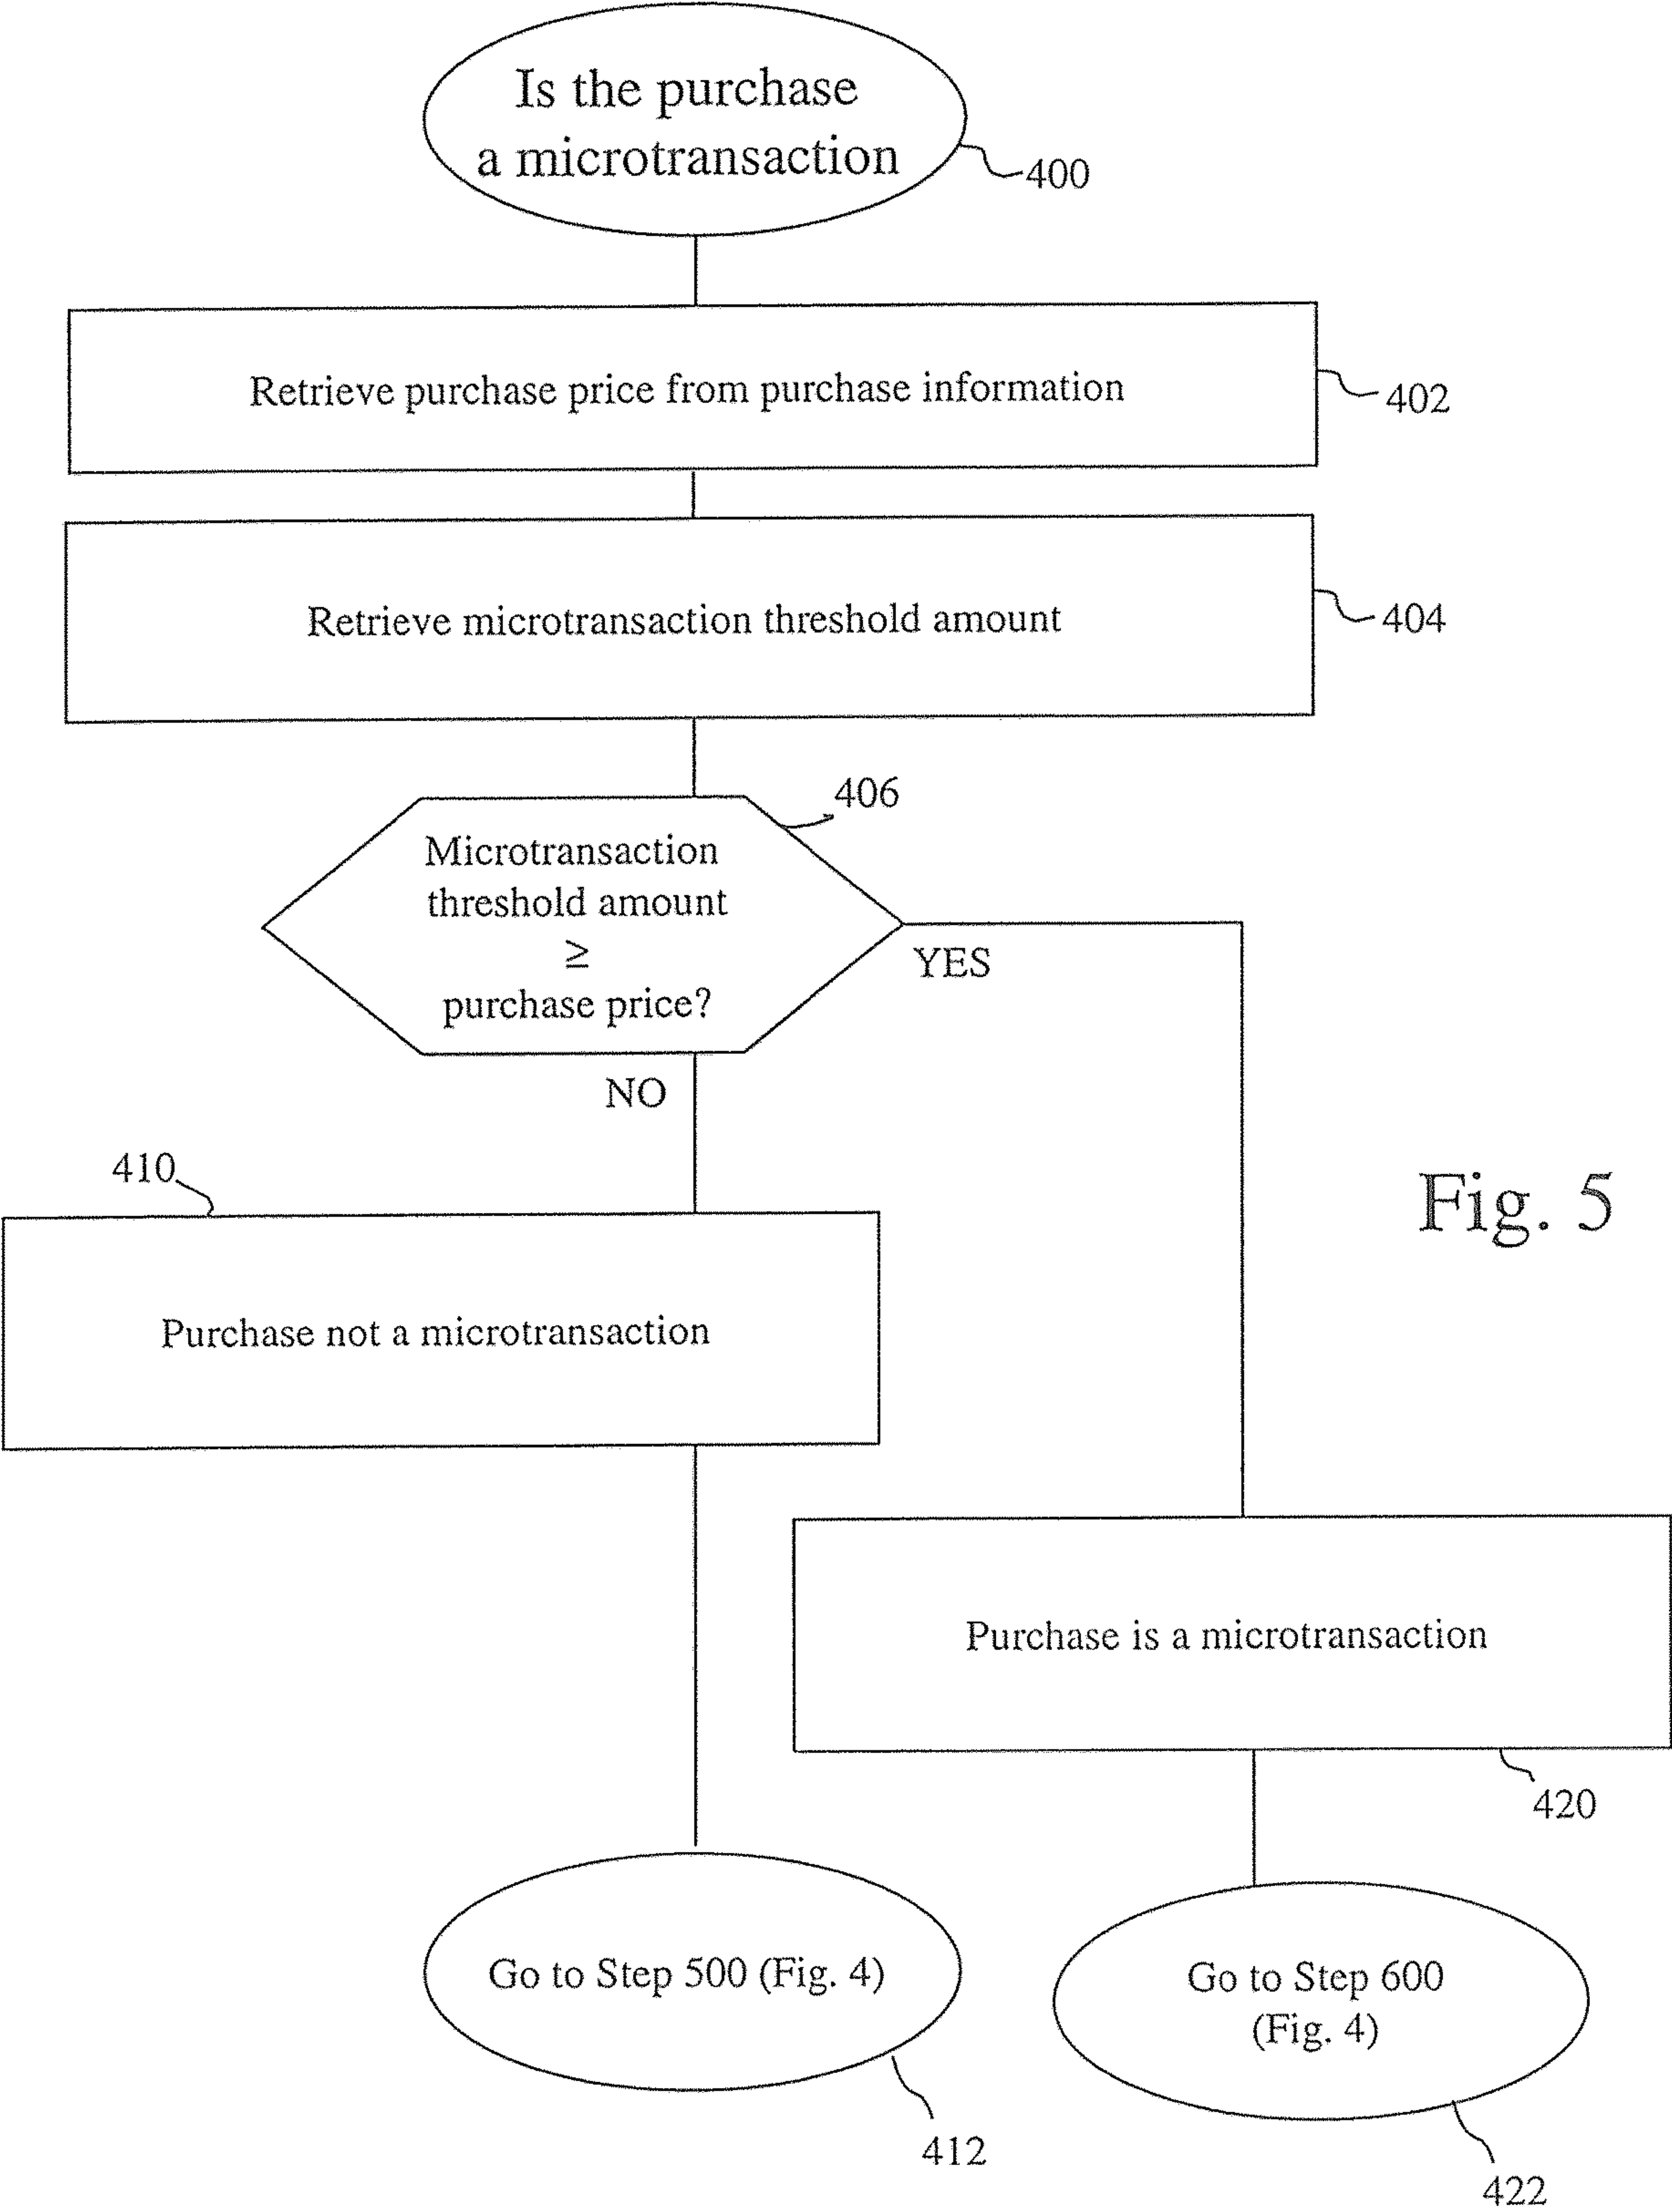 Is the purchase
a microtransaction
400
Retrieve purchase price from purchase information
402
Retrieve microtransaction threshold amount
404
406
Microtransaction
threshold amount
≥
purchase price?
YES
NO
410
Fig. 5
Purchase not a microtransaction
Purchase is a microtransaction
420
Go to Step 500 (Fig. 4)
Go to Step 600
(Fig. 4)
412
422